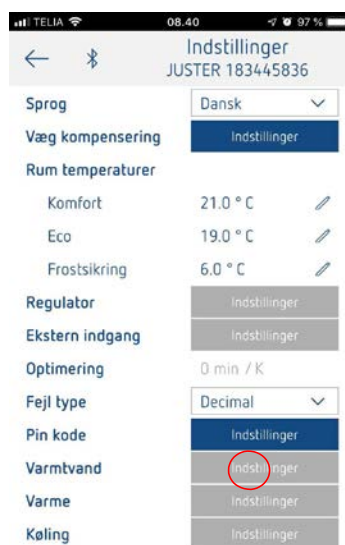 TELIA 08.40 97 %
Indstillinger
JUSTER 183445836
Sprog Dansk
Væg kompensering Indstillinger
Rum temperaturer
Komfort 21.0 ° C
Eco 19.0 ° C
Frostsikring 6.0 ° C
Regulator Indstillinger
Ekstern indgang Indstillinger
Optimering 0 min / K
Fejl type Decimal
Pin kode Indstillinger
Varmtvand Indstillinger
Varme Indstillinger
Køling Indstillinger